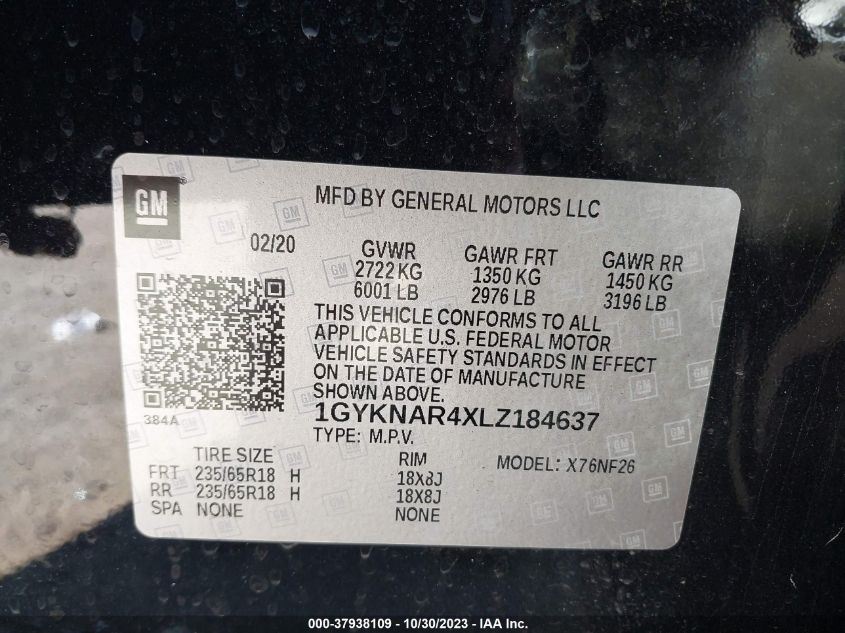 GM
MFD BY GENERAL MOTORS LLC
02/20
GVWR GAWR FRT GAWR RR
2722 KG 1350 KG 1450 KG
6001 LB 2976 LB 3196 LB
THIS VEHICLE CONFORMS TO ALL
APPLICABLE U.S. FEDERAL MOTOR
VEHICLE SAFETY STANDARDS IN EFFECT
ON THE DATE OF MANUFACTURE
SHOWN ABOVE.
384A
1GYKNAR4XLZ184637
TYPE: M.P.V.
TIRE SIZE RIM MODEL: X76NF26
FRT 235/65R18 H 18X8J
RR 235/65R18 H 18X8J
SPA NONE NONE
000-37938109 - 10/30/2023 - IAA Inc.